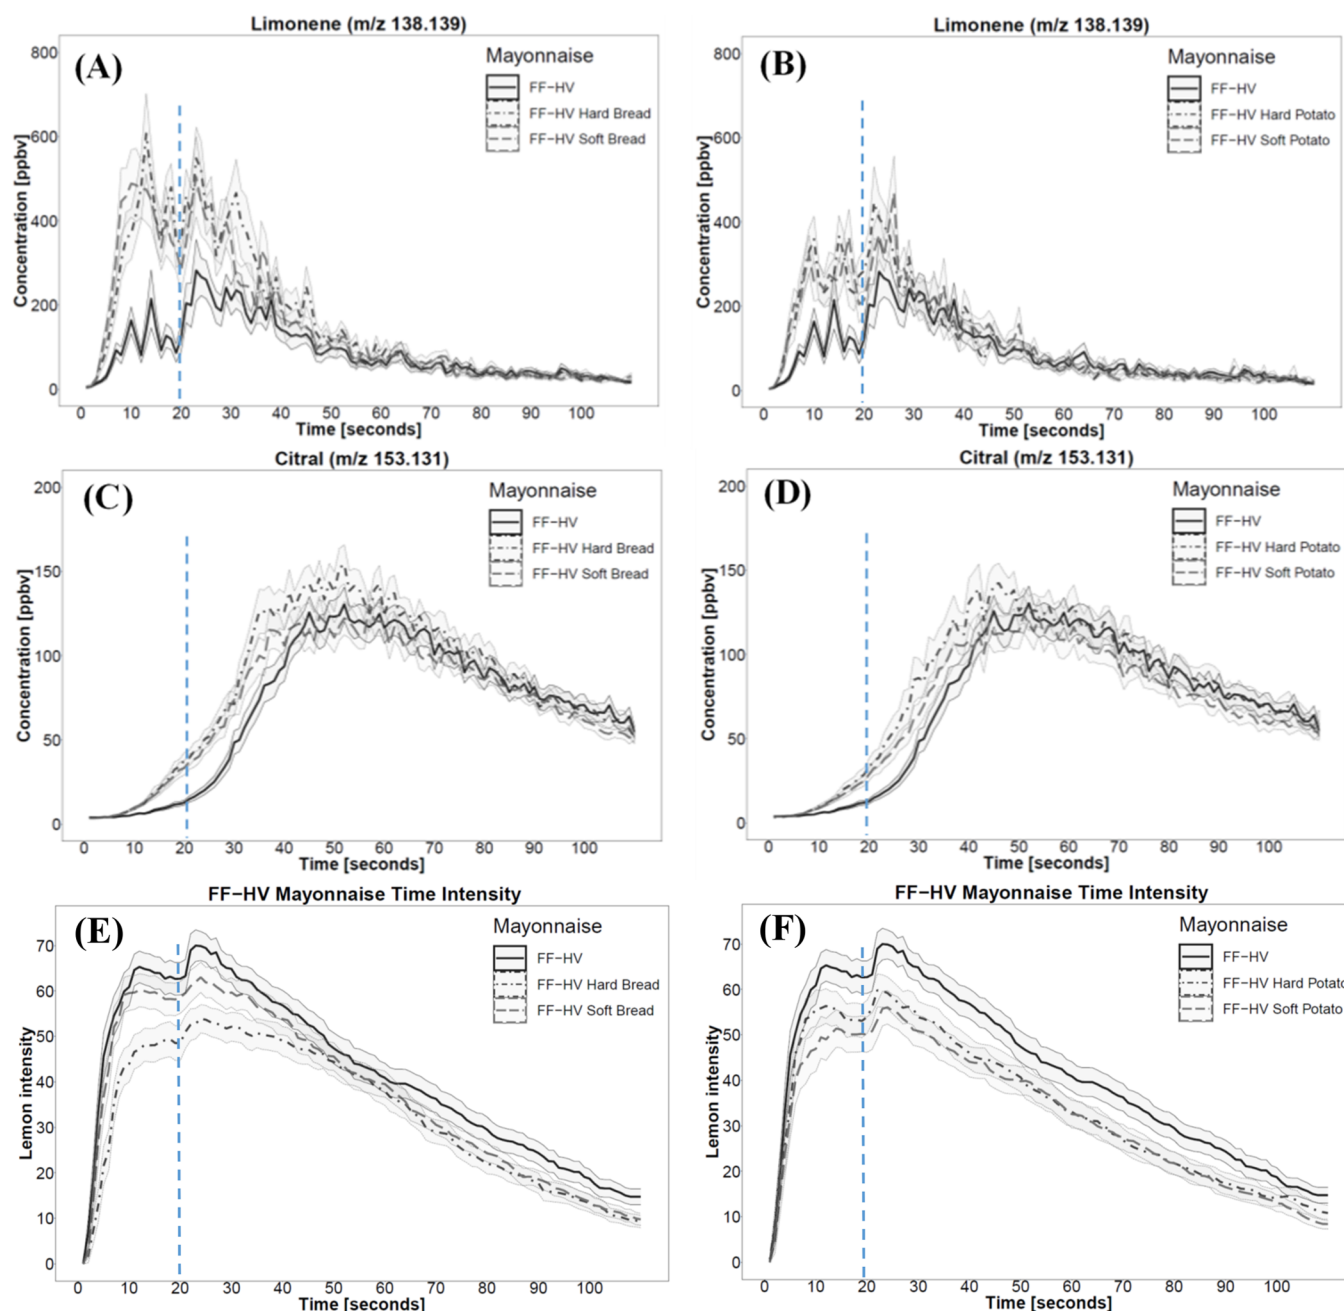 Limonene (m/z 138.139)
(A)
Mayonnaise
FF-HV
FF-HV Hard Bread
FF-HV Soft Bread
Concentration [ppbv]
800
600
400
200
0
0 10 20 30 40 50 60 70 80 90 100
Time [seconds]
Limonene (m/z 138.139)
(B)
Mayonnaise
FF-HV
FF-HV Hard Potato
FF-HV Soft Potato
Concentration [ppbv]
800
600
400
200
0
0 10 20 30 40 50 60 70 80 90 100
Time [seconds]
Citral (m/z 153.131)
(C)
Mayonnaise
FF-HV
FF-HV Hard Bread
FF-HV Soft Bread
Concentration [ppbv]
200
150
100
50
0
0 10 20 30 40 50 60 70 80 90 100
Time [seconds]
Citral (m/z 153.131)
(D)
Mayonnaise
FF-HV
FF-HV Hard Potato
FF-HV Soft Potato
Concentration [ppbv]
200
150
100
50
0
0 10 20 30 40 50 60 70 80 90 100
Time [seconds]
FF-HV Mayonnaise Time Intensity
(E)
Mayonnaise
FF-HV
FF-HV Hard Bread
FF-HV Soft Bread
Lemon intensity
70
60
50
40
30
20
10
0
0 10 20 30 40 50 60 70 80 90 100
Time [seconds]
FF-HV Mayonnaise Time Intensity
(F)
Mayonnaise
FF-HV
FF-HV Hard Potato
FF-HV Soft Potato
Lemon intensity
70
60
50
40
30
20
10
0
0 10 20 30 40 50 60 70 80 90 100
Time [seconds]